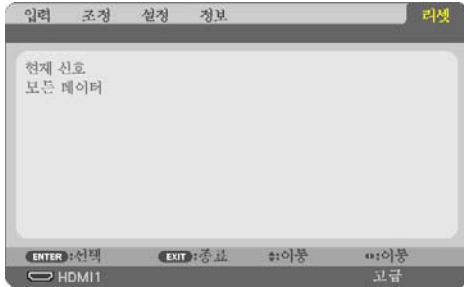 입력 조정 설정 정보 리셋
현재 신호
모든 데이터
ENTER :선택 EXIT :종료 :이동 :이동
HDMI1 고급